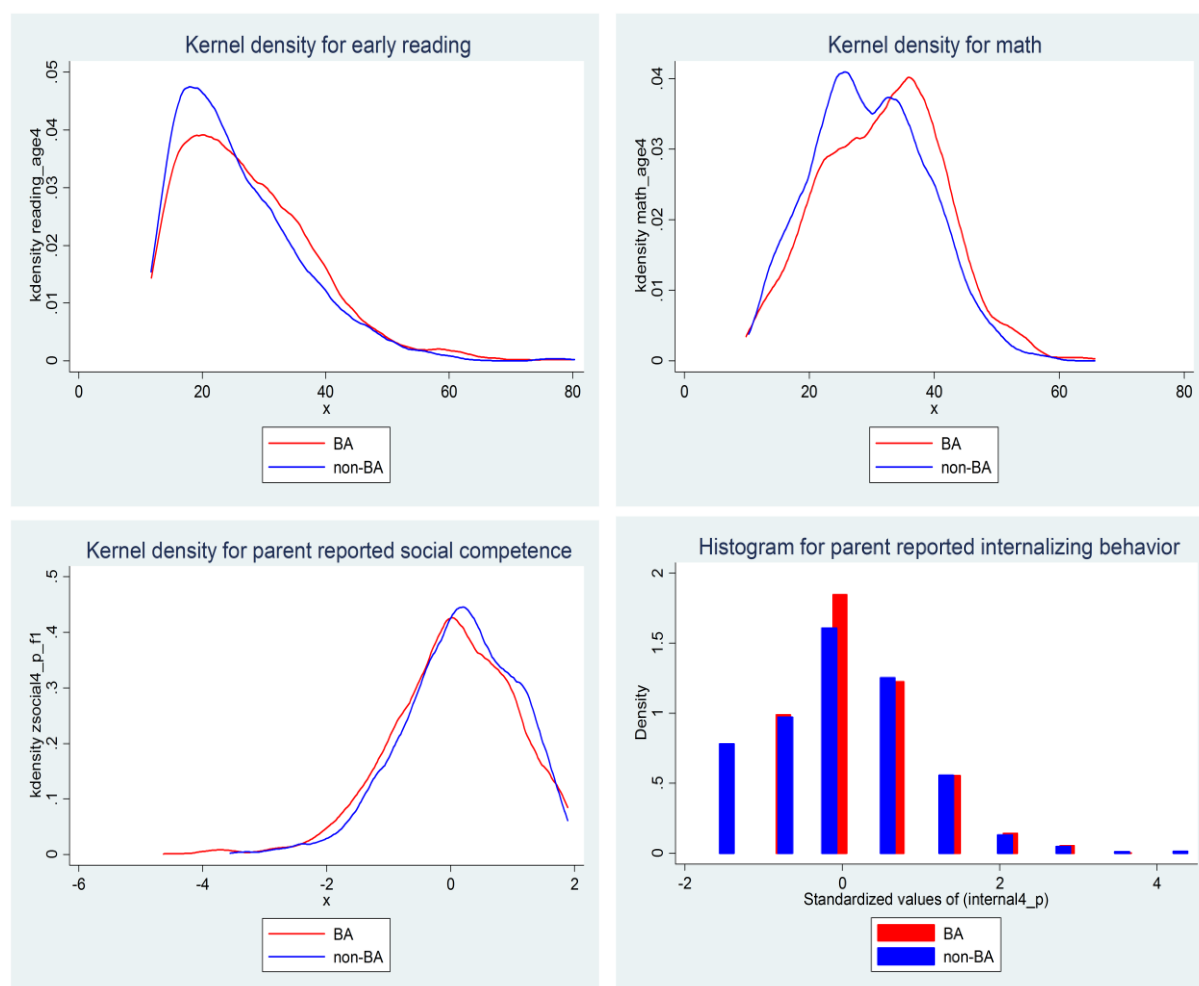 Kernel density for early reading
kdensity reading_age4
0 .01 .02 .03 .04 .05
0 20 40 60 80
x
BA
non-BA
Kernel density for math
kdensity math_age4
0 .01 .02 .03 .04
0 20 40 60 80
x
BA
non-BA
Kernel density for parent reported social competence
kdensity zsocial4_p_f1
0 .1 .2 .3 .4 .5
-6 -4 -2 0 2
x
BA
non-BA
Histogram for parent reported internalizing behavior
Density
0 .5 1 1.5 2
-2 0 2 4
Standardized values of (internal4_p)
BA
non-BA